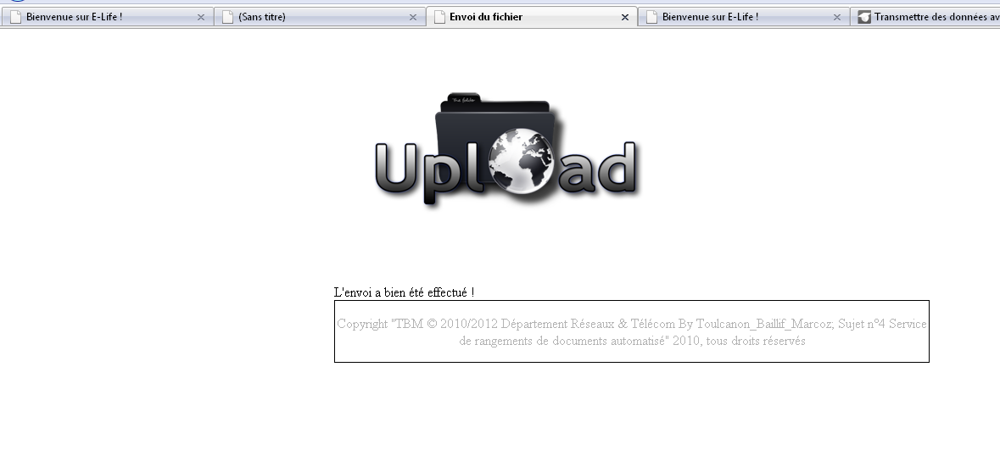 Bienvenue sur E-Life !
(Sans titre)
Envoi du fichier
Bienvenue sur E-Life !
Transmettre des données av
The folder
Upload
L'envoi a bien été effectué !
Copyright "TBM © 2010/2012 Département Réseaux & Télécom By Toulcanon_Baillif_Marcoz, Sujet n°4 Service
de rangements de documents automatisé" 2010, tous droits réservés